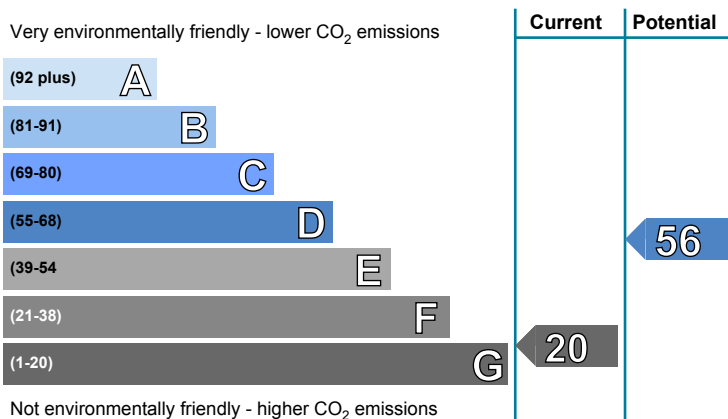 Current Potential
Very environmentally friendly - lower CO2 emissions
(92 plus) A
(81-91) B
(69-80) C
(55-68) D
56
(39-54 E
(21-38) F
20
(1-20) G
Not environmentally friendly - higher CO2 emissions